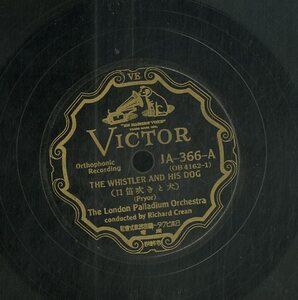 VE
"HIS MASTER'S VOICE"
VICTOR
Orthophonic
Recording
JA-366-A
(OB 4162-1)
THE WHISTLER AND HIS DOG
（口笛吹きと犬）
(Pryor)
The London Palladium Orchestra
conducted by Richard Crean